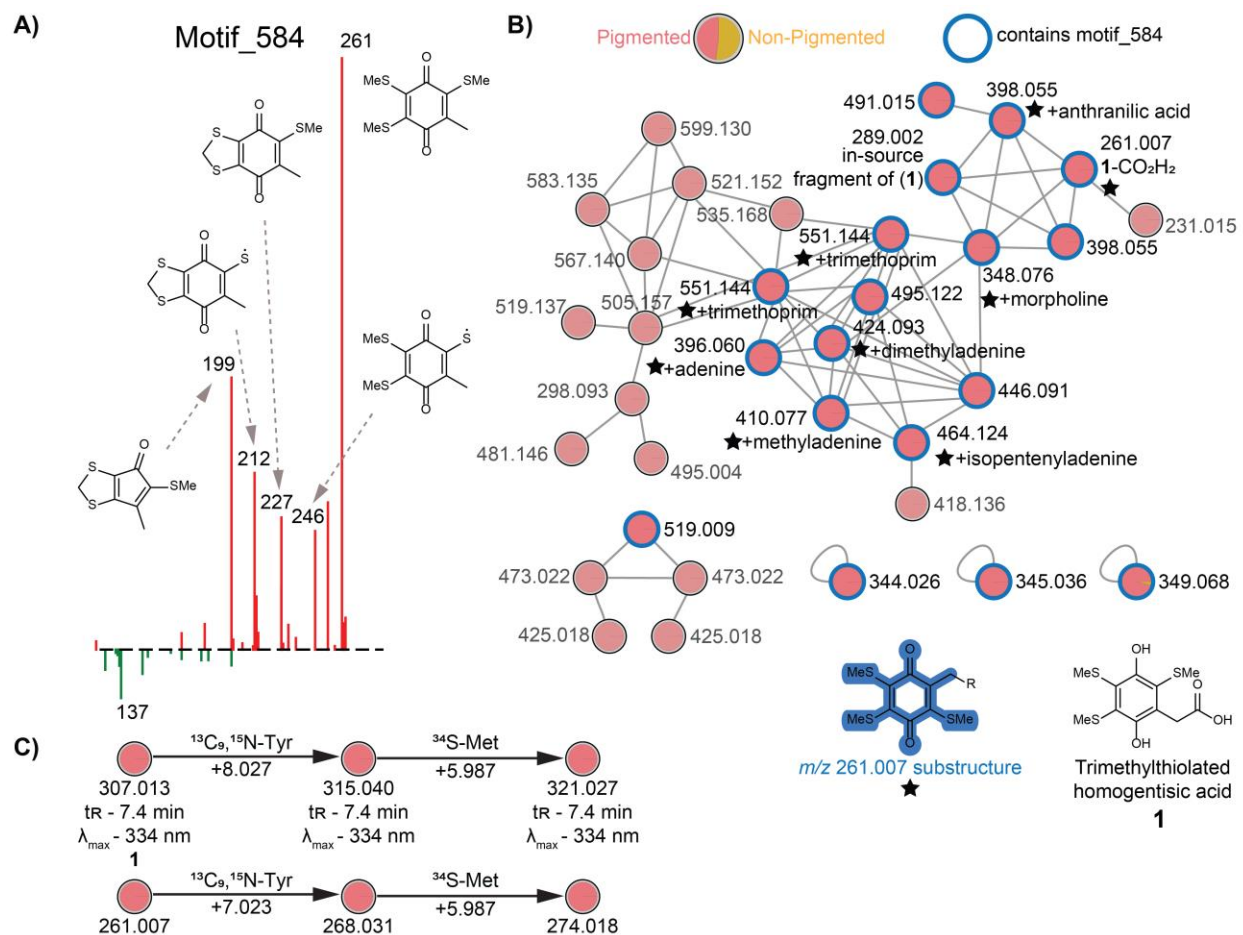 A)
Motif_584
261
199
212
227
246
137
O
SMe
S
S
O
O
Ṡ
S
S
O
O
S
SMe
S
MeS
O
SMe
MeS
O
MeS
O
Ṡ
MeS
O
B)
Pigmented
Non-Pigmented
contains motif_584
599.130
583.135
521.152
535.168
567.140
519.137
505.157
298.093
481.146
495.004
491.015
398.055
★+anthranilic acid
289.002
in-source
fragment of (1)
261.007
1-CO₂H₂
★
231.015
398.055
551.144
★+trimethoprim
551.144
★+trimethoprim
348.076
★+morpholine
495.122
424.093
★+dimethyladenine
396.060
★+adenine
446.091
410.077
★+methyladenine
464.124
★+isopentenyladenine
418.136
519.009
473.022
473.022
425.018
425.018
344.026
345.036
349.068
MeS
O
R
MeS
SMe
O
m/z 261.007 substructure
★
OH
MeS
SMe
O
MeS
OH
OH
Trimethylthiolated
homogentisic acid
1
C)
¹³C₉,¹⁵N-Tyr
+8.027
³⁴S-Met
+5.987
307.013
315.040
321.027
tR - 7.4 min
tR - 7.4 min
tR - 7.4 min
λmax - 334 nm
λmax - 334 nm
λmax - 334 nm
1
¹³C₉,¹⁵N-Tyr
+7.023
³⁴S-Met
+5.987
261.007
268.031
274.018